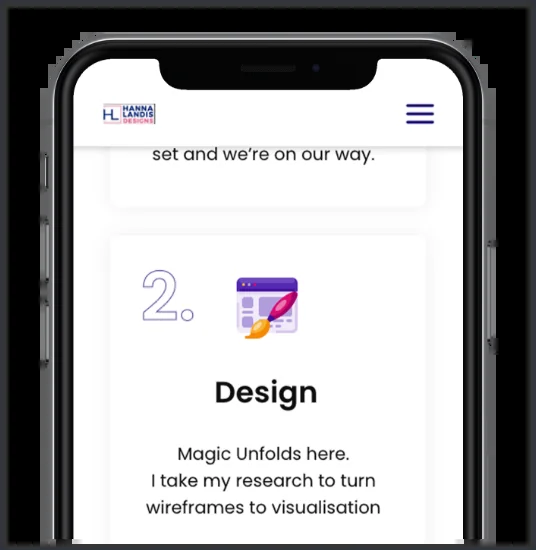 HL
HANNA
LANDIS
DESIGNS
set and we’re on our way.
2.
Design
Magic Unfolds here.
I take my research to turn
wireframes to visualisation